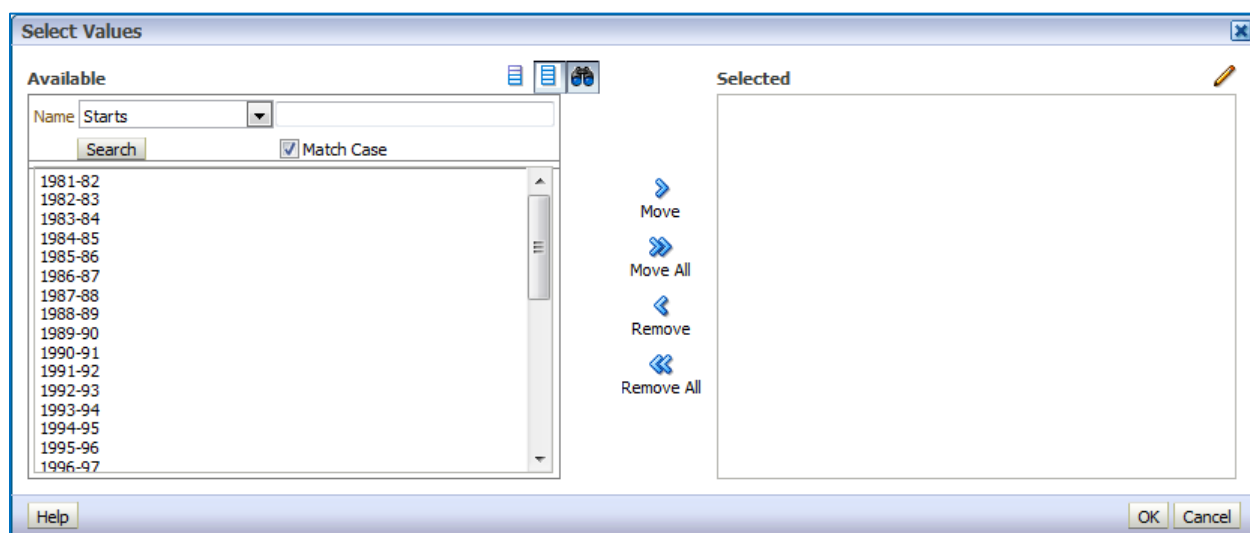 Select Values
Available
Name Starts
Search Match Case
1981-82
1982-83
1983-84
1984-85
1985-86
1986-87
1987-88
1988-89
1989-90
1990-91
1991-92
1992-93
1993-94
1994-95
1995-96
1996-97
Move
Move All
Remove
Remove All
Selected
Help
OK Cancel